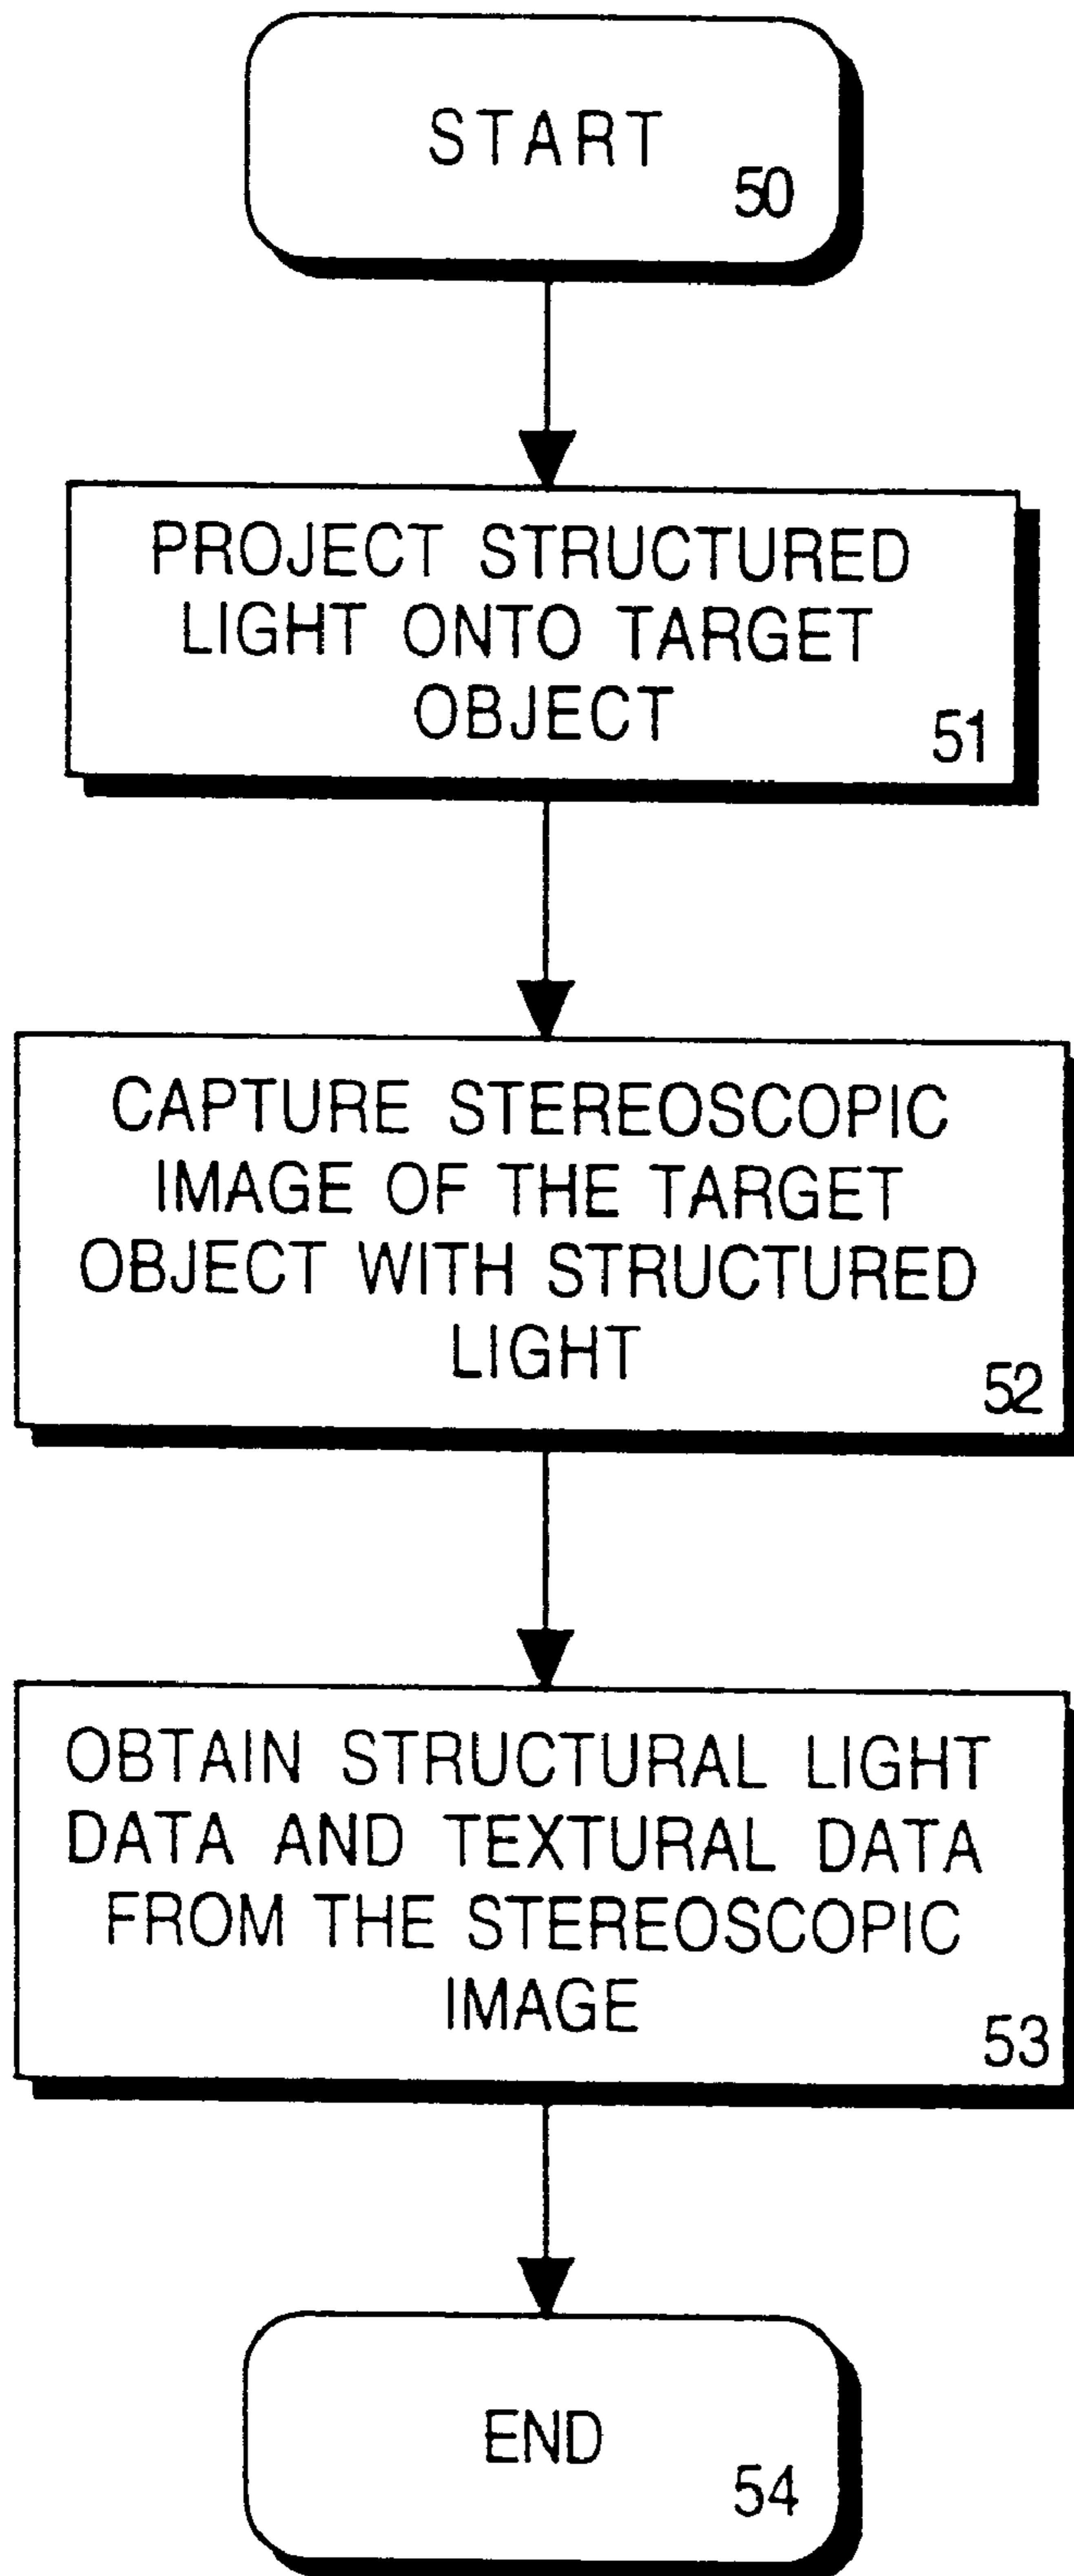 START
50
PROJECT STRUCTURED
LIGHT ONTO TARGET
OBJECT
51
CAPTURE STEREOSCOPIC
IMAGE OF THE TARGET
OBJECT WITH STRUCTURED
LIGHT
52
OBTAIN STRUCTURAL LIGHT
DATA AND TEXTURAL DATA
FROM THE STEREOSCOPIC
IMAGE
53
END
54